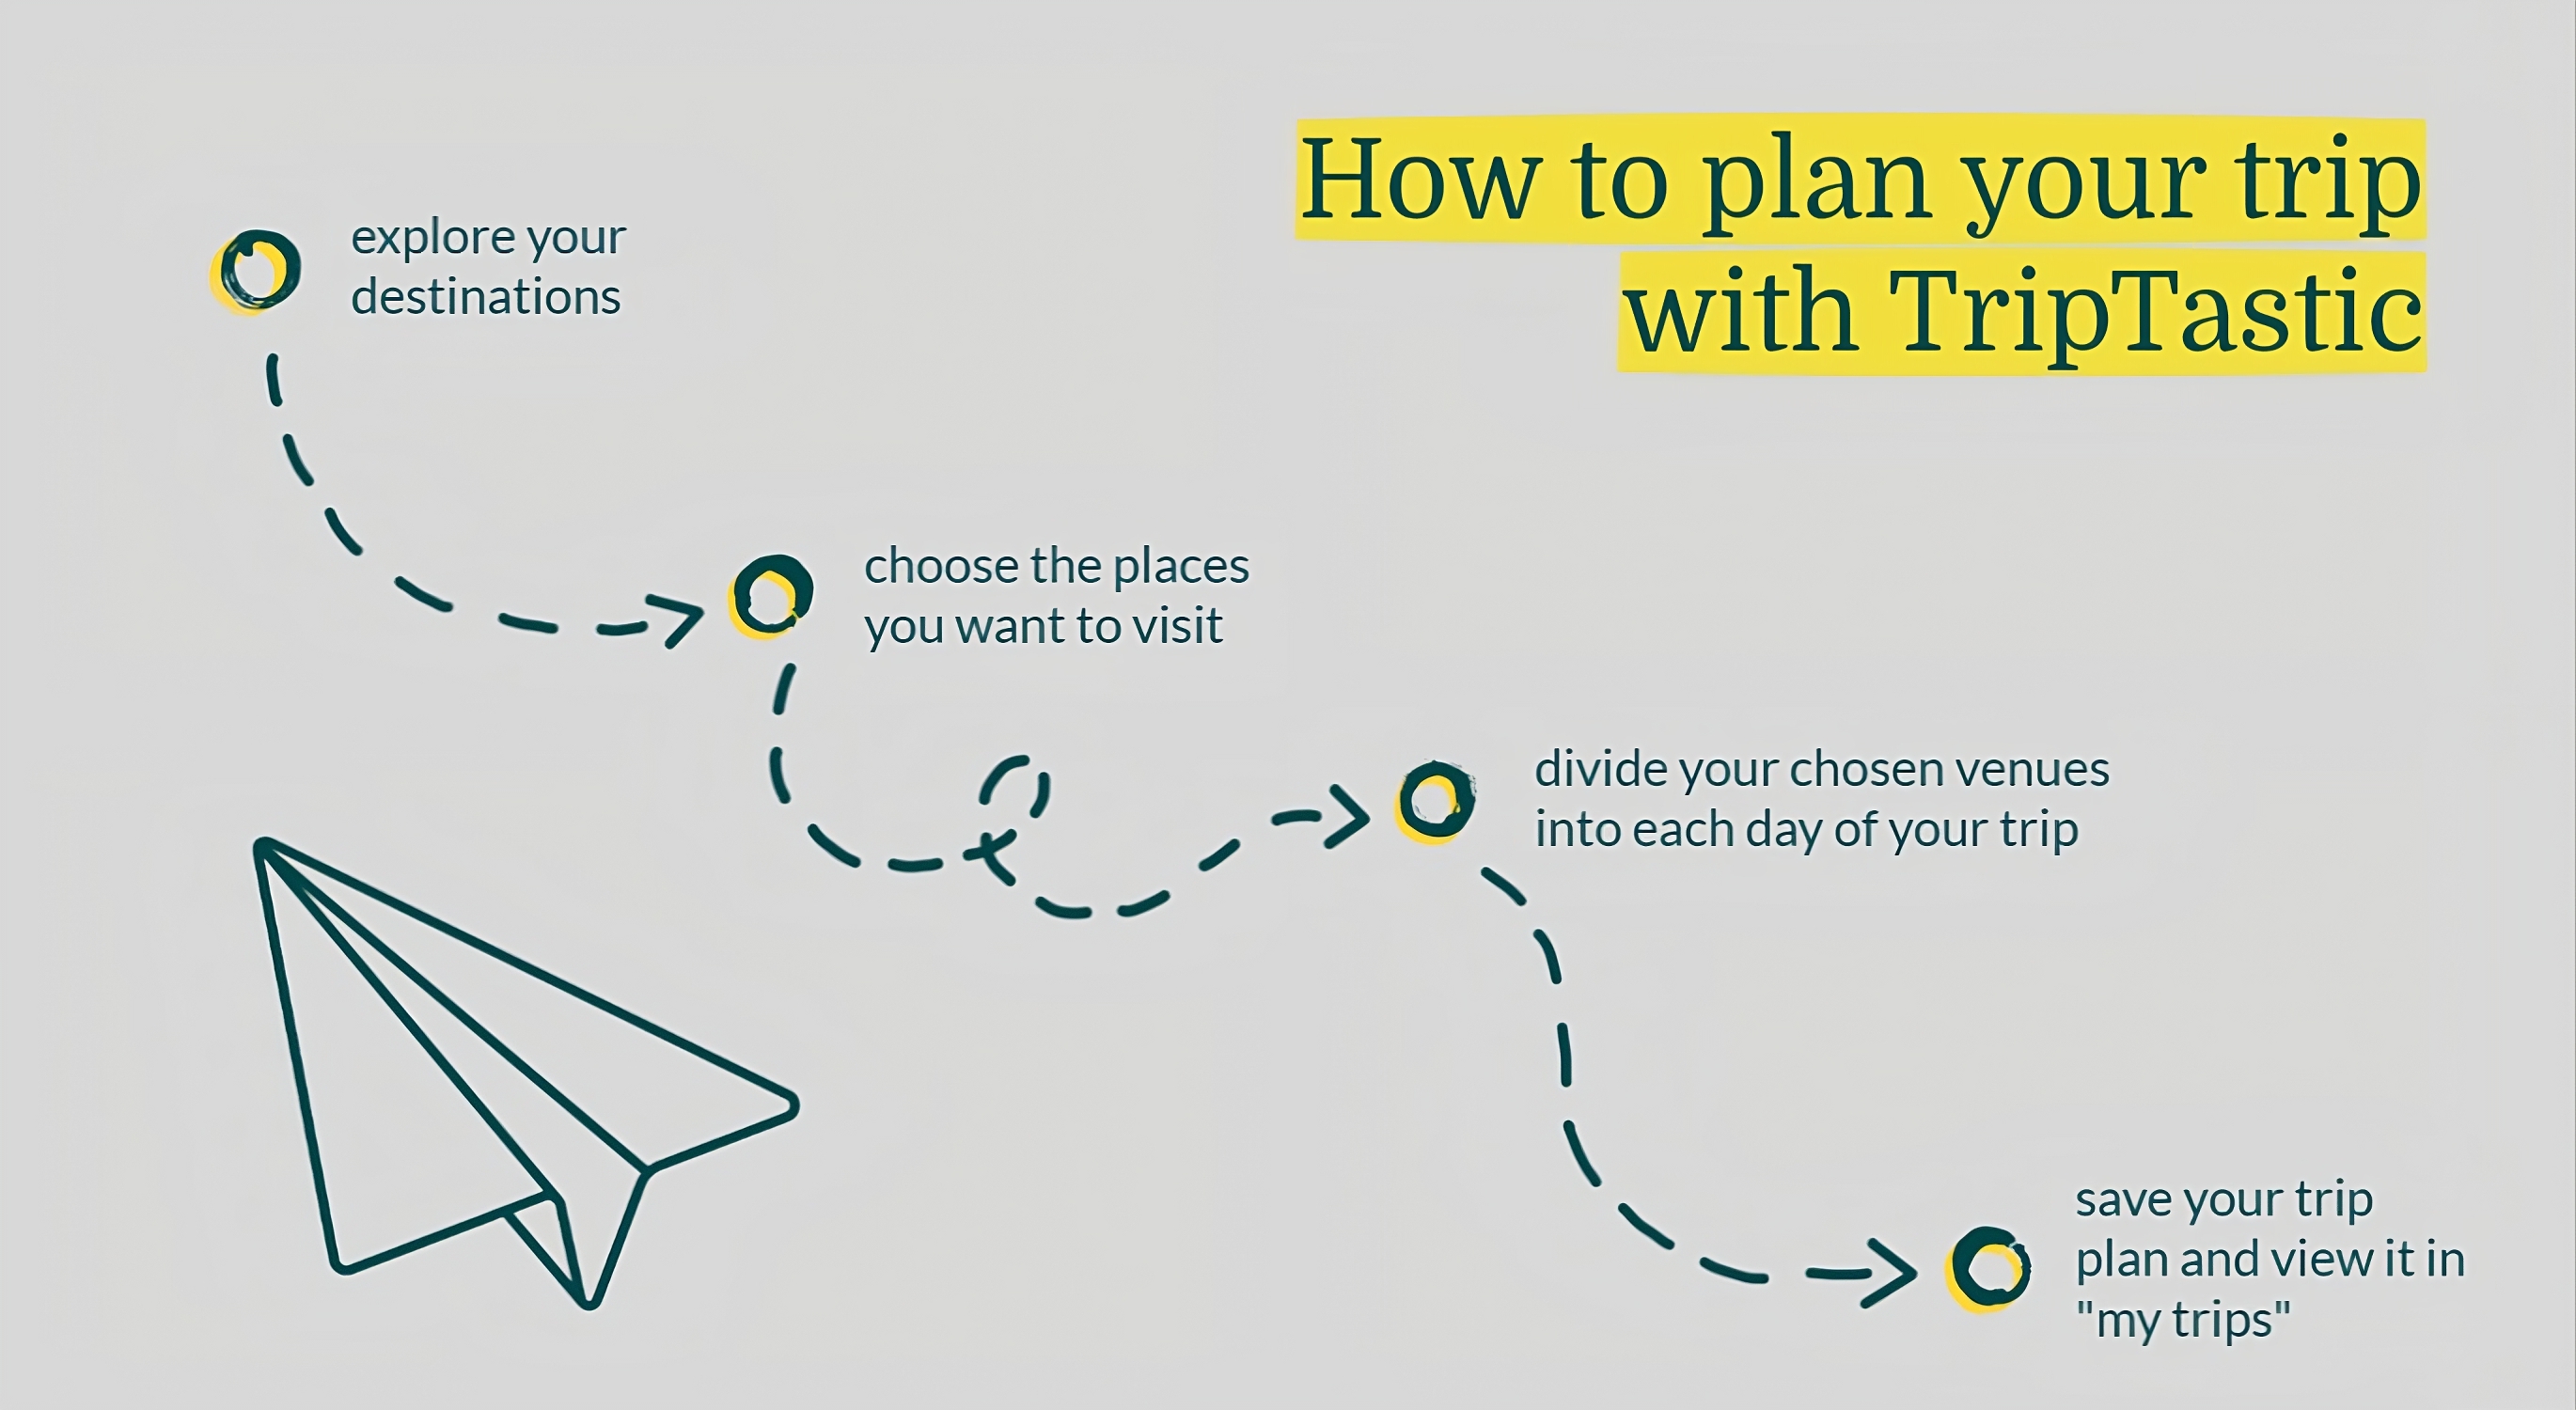 How to plan your trip
with TripTastic
explore your
destinations
choose the places
you want to visit
divide your chosen venues
into each day of your trip
save your trip
plan and view it in
"my trips"